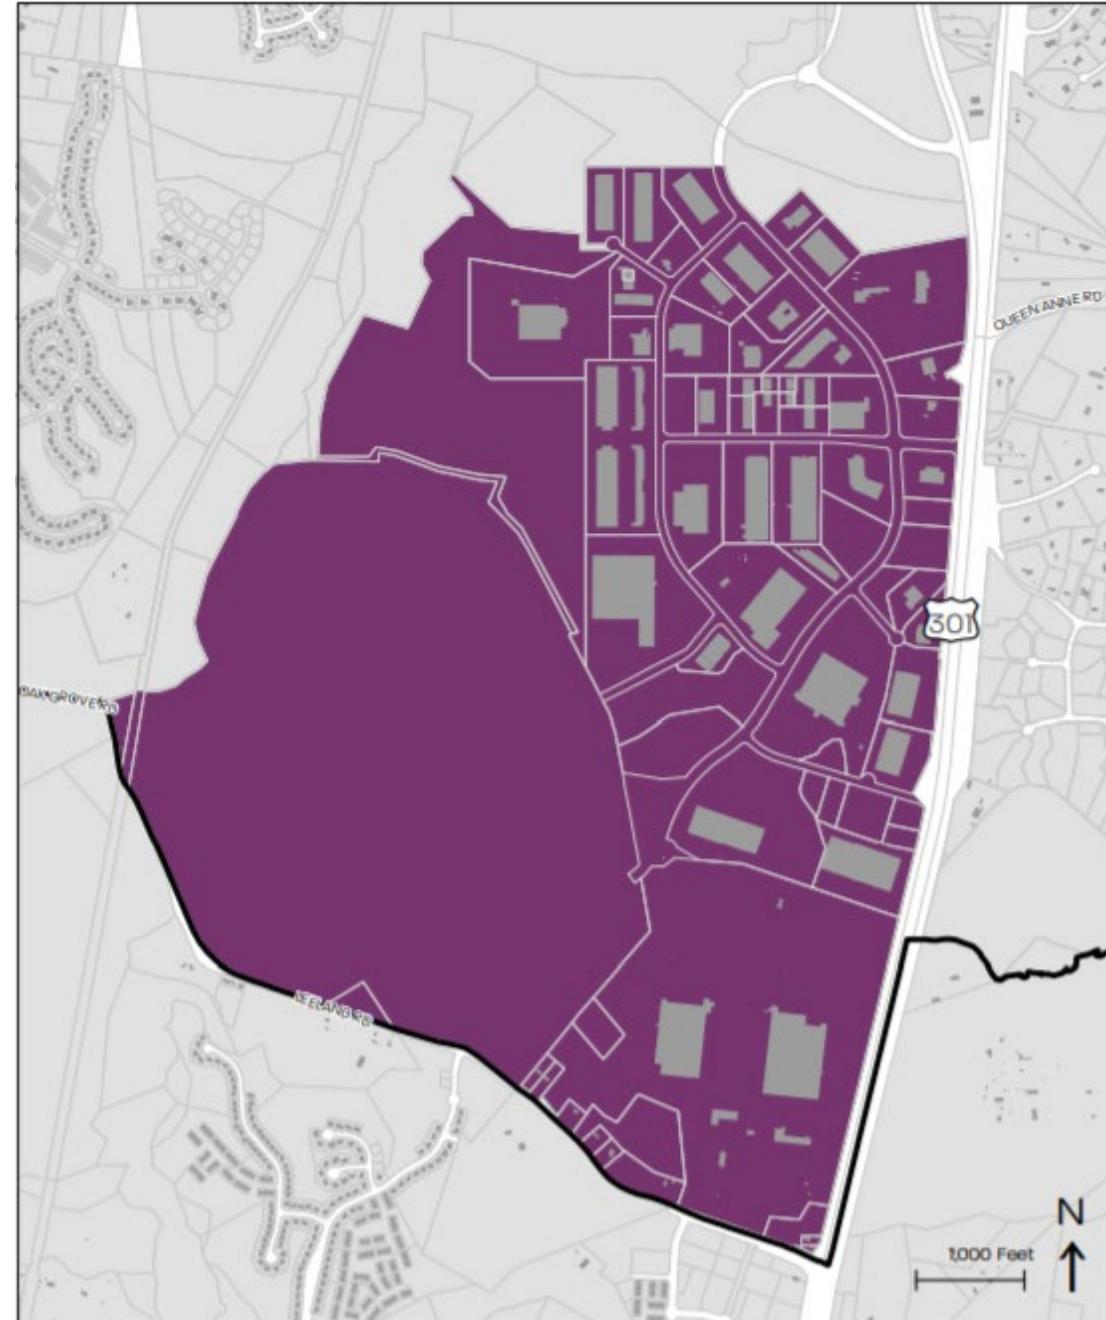 QUEEN ANNE RD
301
OAK GROVE RD
LEELAND RD
N
1,000 Feet